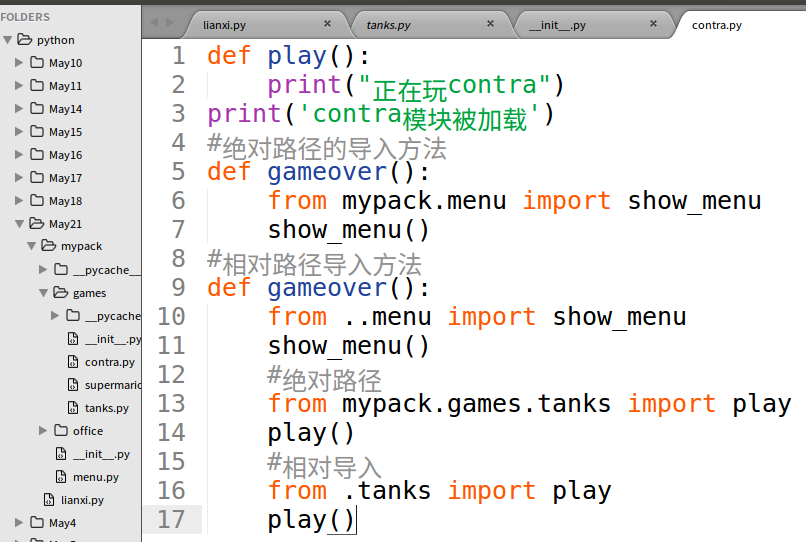 FOLDERS
python
May10
May11
May14
May15
May16
May17
May18
May21
mypack
__pycache__
games
__pycache
__init__.py
contra.py
supermario
tanks.py
office
__init__.py
menu.py
lianxi.py
May4
lianxi.py × tanks.py × __init__.py × contra.py
1 def play():
2 print("正在玩contra")
3 print('contra模块被加载')
4 #绝对路径的导入方法
5 def gameover():
6 from mypack.menu import show_menu
7 show_menu()
8 #相对路径导入方法
9 def gameover():
10 from ..menu import show_menu
11 show_menu()
12 #绝对路径
13 from mypack.games.tanks import play
14 play()
15 #相对导入
16 from .tanks import play
17 play()